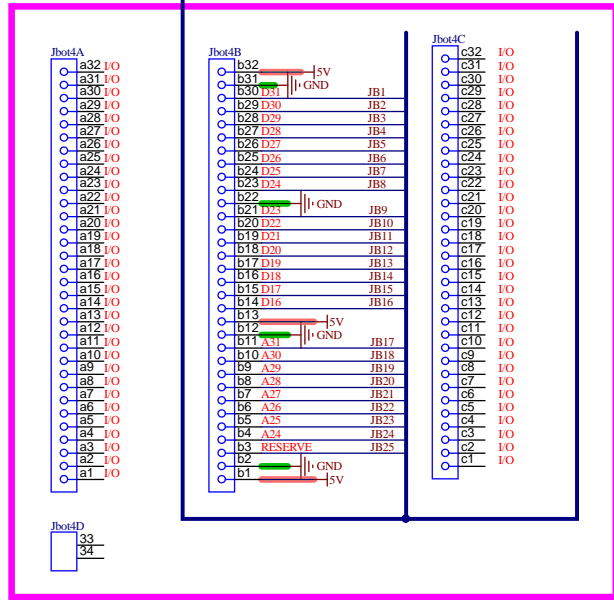 Jbot4A
a32 I/O
a31 I/O
a30 I/O
a29 I/O
a28 I/O
a27 I/O
a26 I/O
a25 I/O
a24 I/O
a23 I/O
a22 I/O
a21 I/O
a20 I/O
a19 I/O
a18 I/O
a17 I/O
a16 I/O
a15 I/O
a14 I/O
a13 I/O
a12 I/O
a11 I/O
a10 I/O
a9 I/O
a8 I/O
a7 I/O
a6 I/O
a5 I/O
a4 I/O
a3 I/O
a2 I/O
a1 I/O
Jbot4B
b32 5V
b31 GND
b30 D31 JB1
b29 D30 JB2
b28 D29 JB3
b27 D28 JB4
b26 D27 JB5
b25 D26 JB6
b24 D25 JB7
b23 D24 JB8
b22 GND
b21 D23 JB9
b20 D22 JB10
b19 D21 JB11
b18 D20 JB12
b17 D19 JB13
b16 D18 JB14
b15 D17 JB15
b14 D16 JB16
b13 5V
b12 GND
b11 A31 JB17
b10 A30 JB18
b9 A29 JB19
b8 A28 JB20
b7 A27 JB21
b6 A26 JB22
b5 A25 JB23
b4 A24 JB24
b3 RESERVE JB25
b2 GND
b1 5V
Jbot4C
c32 I/O
c31 I/O
c30 I/O
c29 I/O
c28 I/O
c27 I/O
c26 I/O
c25 I/O
c24 I/O
c23 I/O
c22 I/O
c21 I/O
c20 I/O
c19 I/O
c18 I/O
c17 I/O
c16 I/O
c15 I/O
c14 I/O
c13 I/O
c12 I/O
c11 I/O
c10 I/O
c9 I/O
c8 I/O
c7 I/O
c6 I/O
c5 I/O
c4 I/O
c3 I/O
c2 I/O
c1 I/O
Jbot4D
33
34